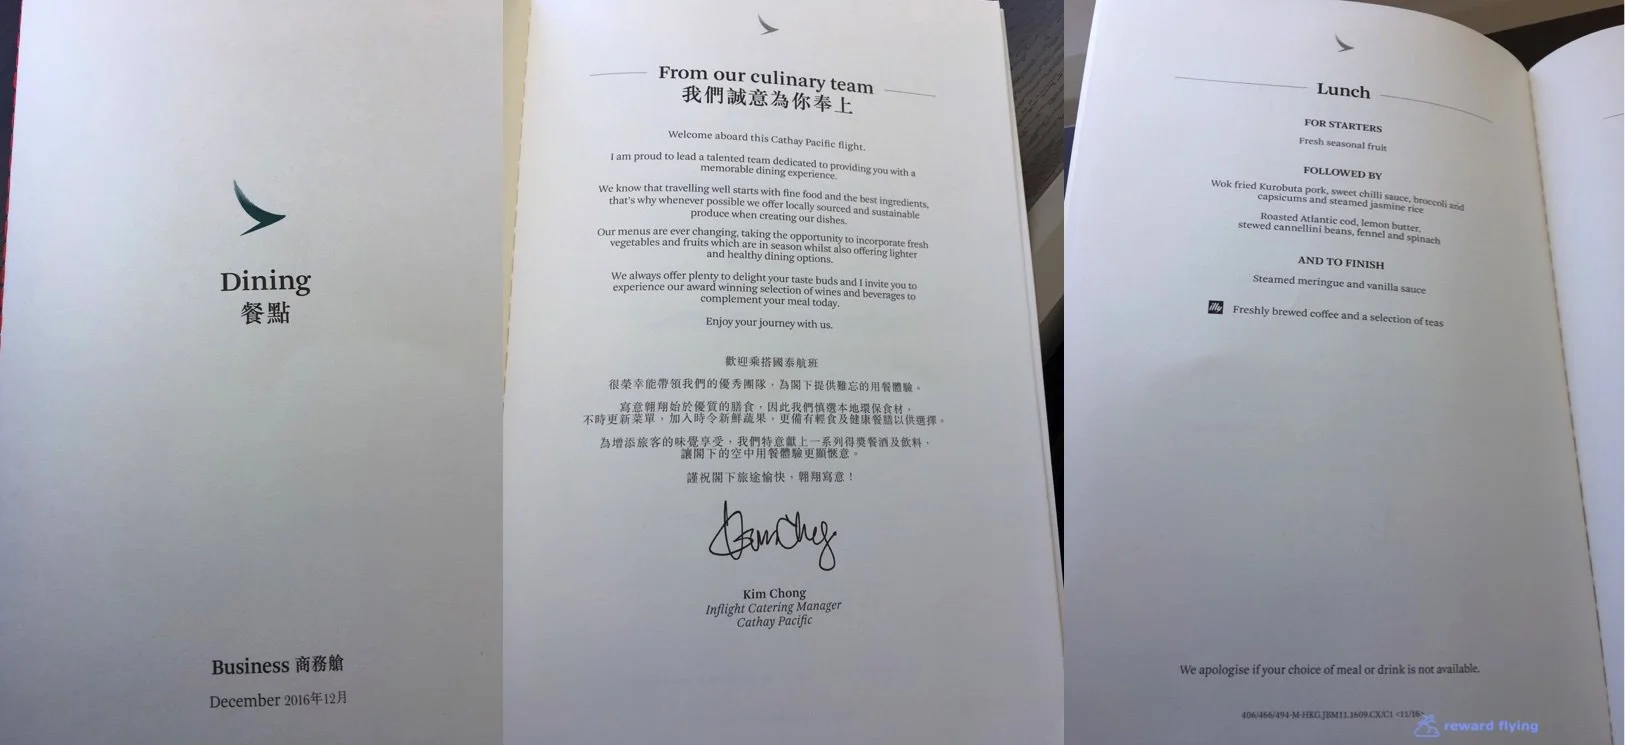 Dining
餐點
Business 商務艙
December 2016年12月
From our culinary team
我們誠意為你奉上
Welcome aboard this Cathay Pacific flight.
I am proud to lead a talented team dedicated to providing you with a
memorable dining experience.
We know that travelling well starts with fine food and the best ingredients,
that's why whenever possible we offer locally sourced and sustainable
produce when creating our dishes.
Our menus are ever changing, taking the opportunity to incorporate fresh
vegetables and fruits which are in season whilst also offering lighter
and healthy dining options.
We always offer plenty to delight your taste buds and I invite you to
experience our award winning selection of wines and beverages to
complement your meal today.
Enjoy your journey with us.
歡迎乘搭國泰航班
很榮幸能帶領我們的優秀團隊，為閣下提供難忘的用餐體驗。
寫意翱翔始於優質的膳食，因此我們慎選本地環保食材，
不時更新菜單，加入時令新鮮蔬果，更備有輕食及健康餐膳以供選擇。
為增添旅客的味覺享受，我們特意獻上一系列得獎餐酒及飲料，
讓閣下的空中用餐體驗更顯愜意。
謹祝閣下旅途愉快，翱翔寫意！
Kim Chong
Kim Chong
Inflight Catering Manager
Cathay Pacific
Lunch
FOR STARTERS
Fresh seasonal fruit
FOLLOWED BY
Wok fried Kurobuta pork, sweet chilli sauce, broccoli and
capsicums and steamed jasmine rice
Roasted Atlantic cod, lemon butter,
stewed cannellini beans, fennel and spinach
AND TO FINISH
Steamed meringue and vanilla sauce
illy Freshly brewed coffee and a selection of teas
We apologise if your choice of meal or drink is not available.
406/466/494-M-HKG.JBM11.1609.CX/C1 <11/16>
reward flying